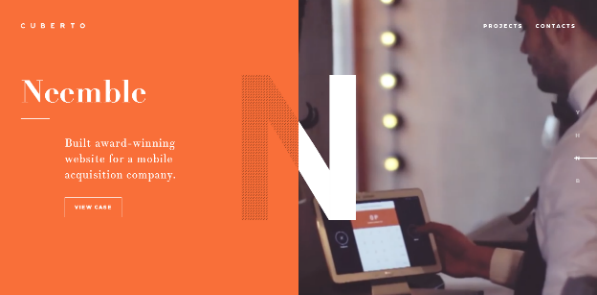 CUBERTO
PROJECTS CONTACTS
Neemble
N
Built award-winning
website for a mobile
acquisition company.
VIEW CASE
Y
H